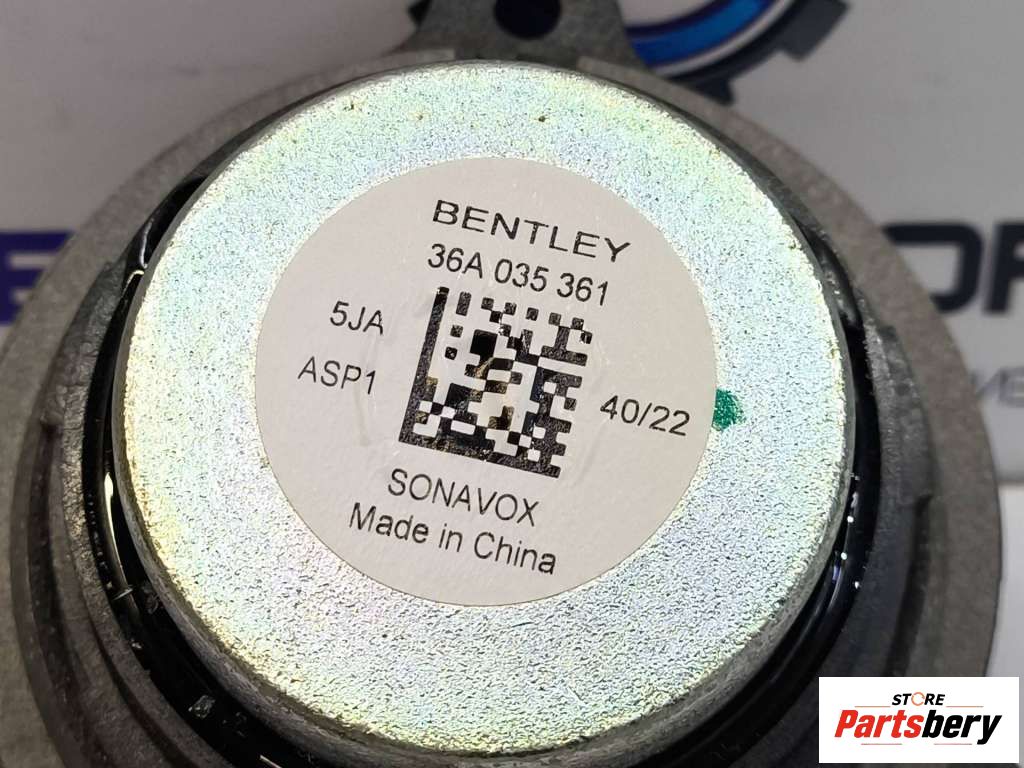 BENTLEY
36A 035 361
5JA
ASP1
40/22
SONAVOX
Made in China
STORE
Partsbery